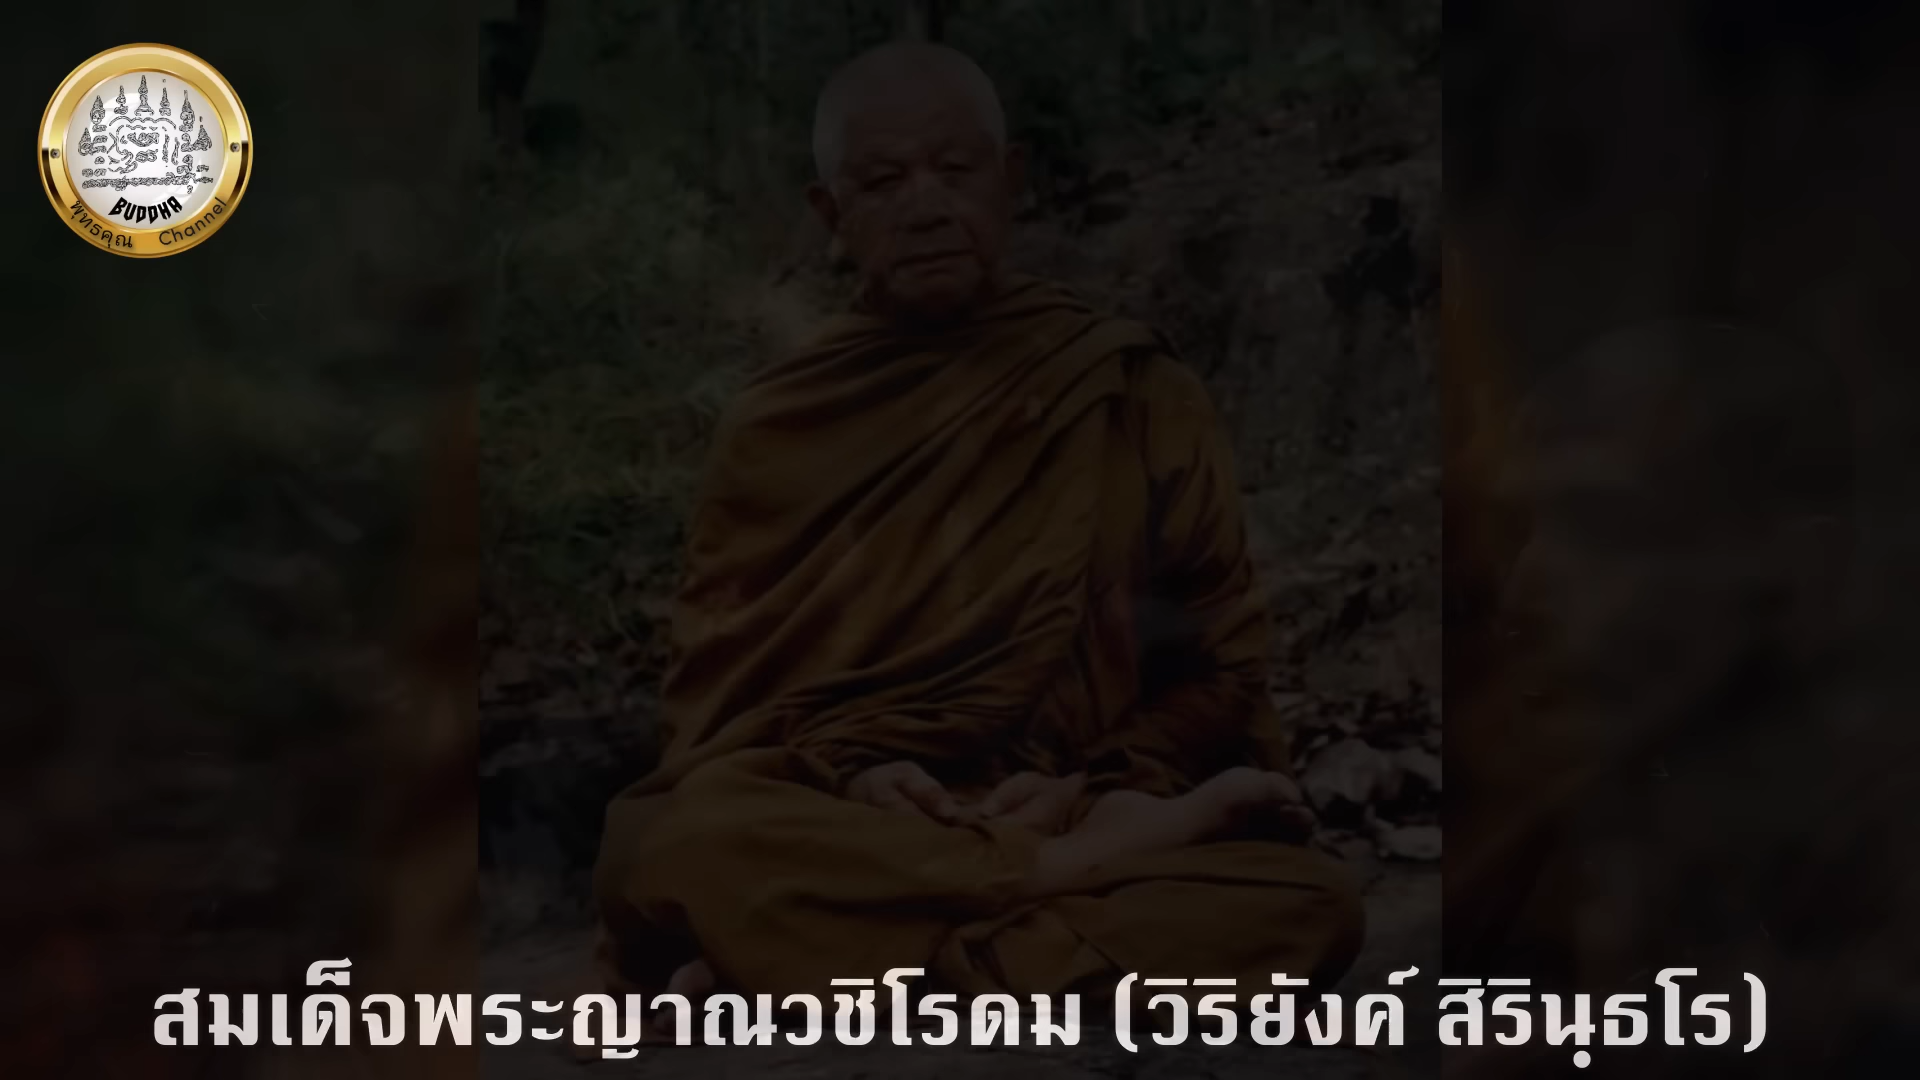 BUDDHA
พุทธคุณ Channel
สมเด็จพระญาณวชิโรดม (วิริยังค์ สิรินฺธโร)